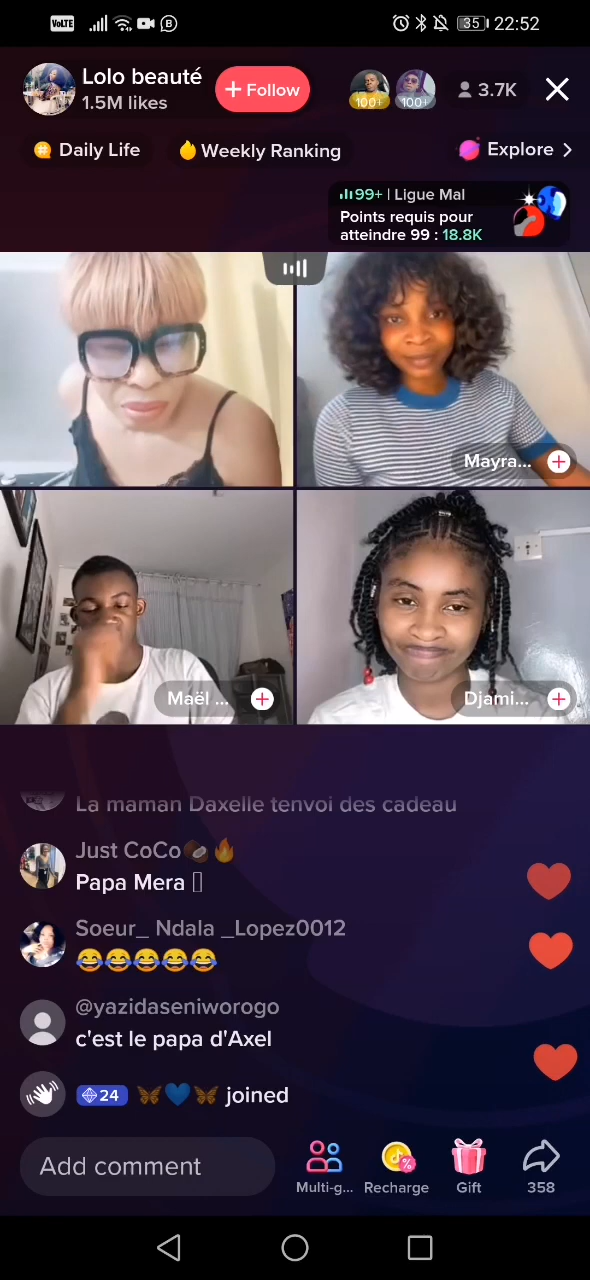 VoLTE
B
35
22:52
Lolo beauté
1.5M likes
+ Follow
100+
100+
3.7K
Daily Life
Weekly Ranking
Explore
99+ | Ligue Mal
Points requis pour
atteindre 99 : 18.8K
Mayra...
Maël ...
Djami...
La maman Daxelle tenvoi des cadeau
Just CoCo🥥🔥
Papa Mera
Soeur_ Ndala _Lopez0012
😂😂😂😂😂
@yazidaseniworogo
c'est le papa d'Axel
24 🦋💙🦋 joined
Add comment
Multi-g...
Recharge
Gift
358